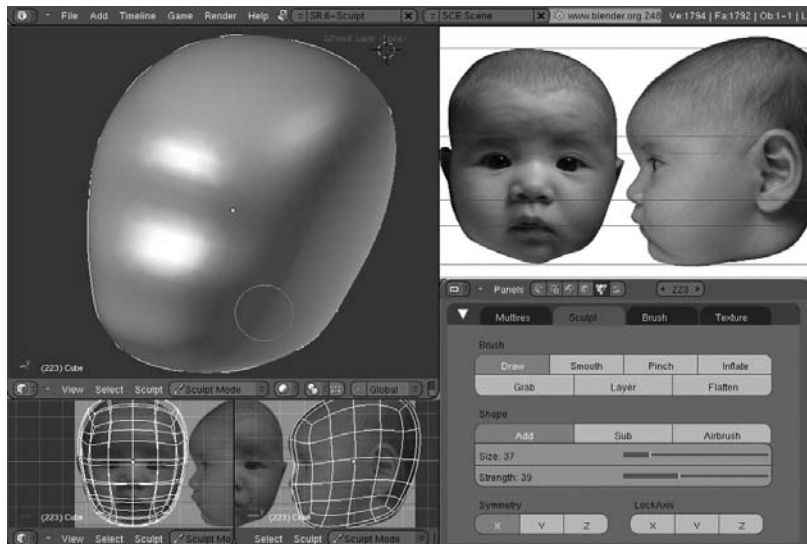 File Add Timeline Game Render Help SR:6-Sculpt SCE:Scene www.blender.org 248 Ve:1794 | Fa:1792 | Ob:1-1 | L
(223) Cube
View Select Sculpt Sculpt Mode Global
(223) Cube
View Select Sculpt Sculpt Mo
(223) Cube
Select Sculpt Sculpt Mode
Panels 223
Multires Sculpt Brush Texture
Brush
Draw Smooth Pinch Inflate
Grab Layer Flatten
Shape
Add Sub Airbrush
Size: 37
Strength: 39
Symmetry LockAxis
X Y Z X Y Z